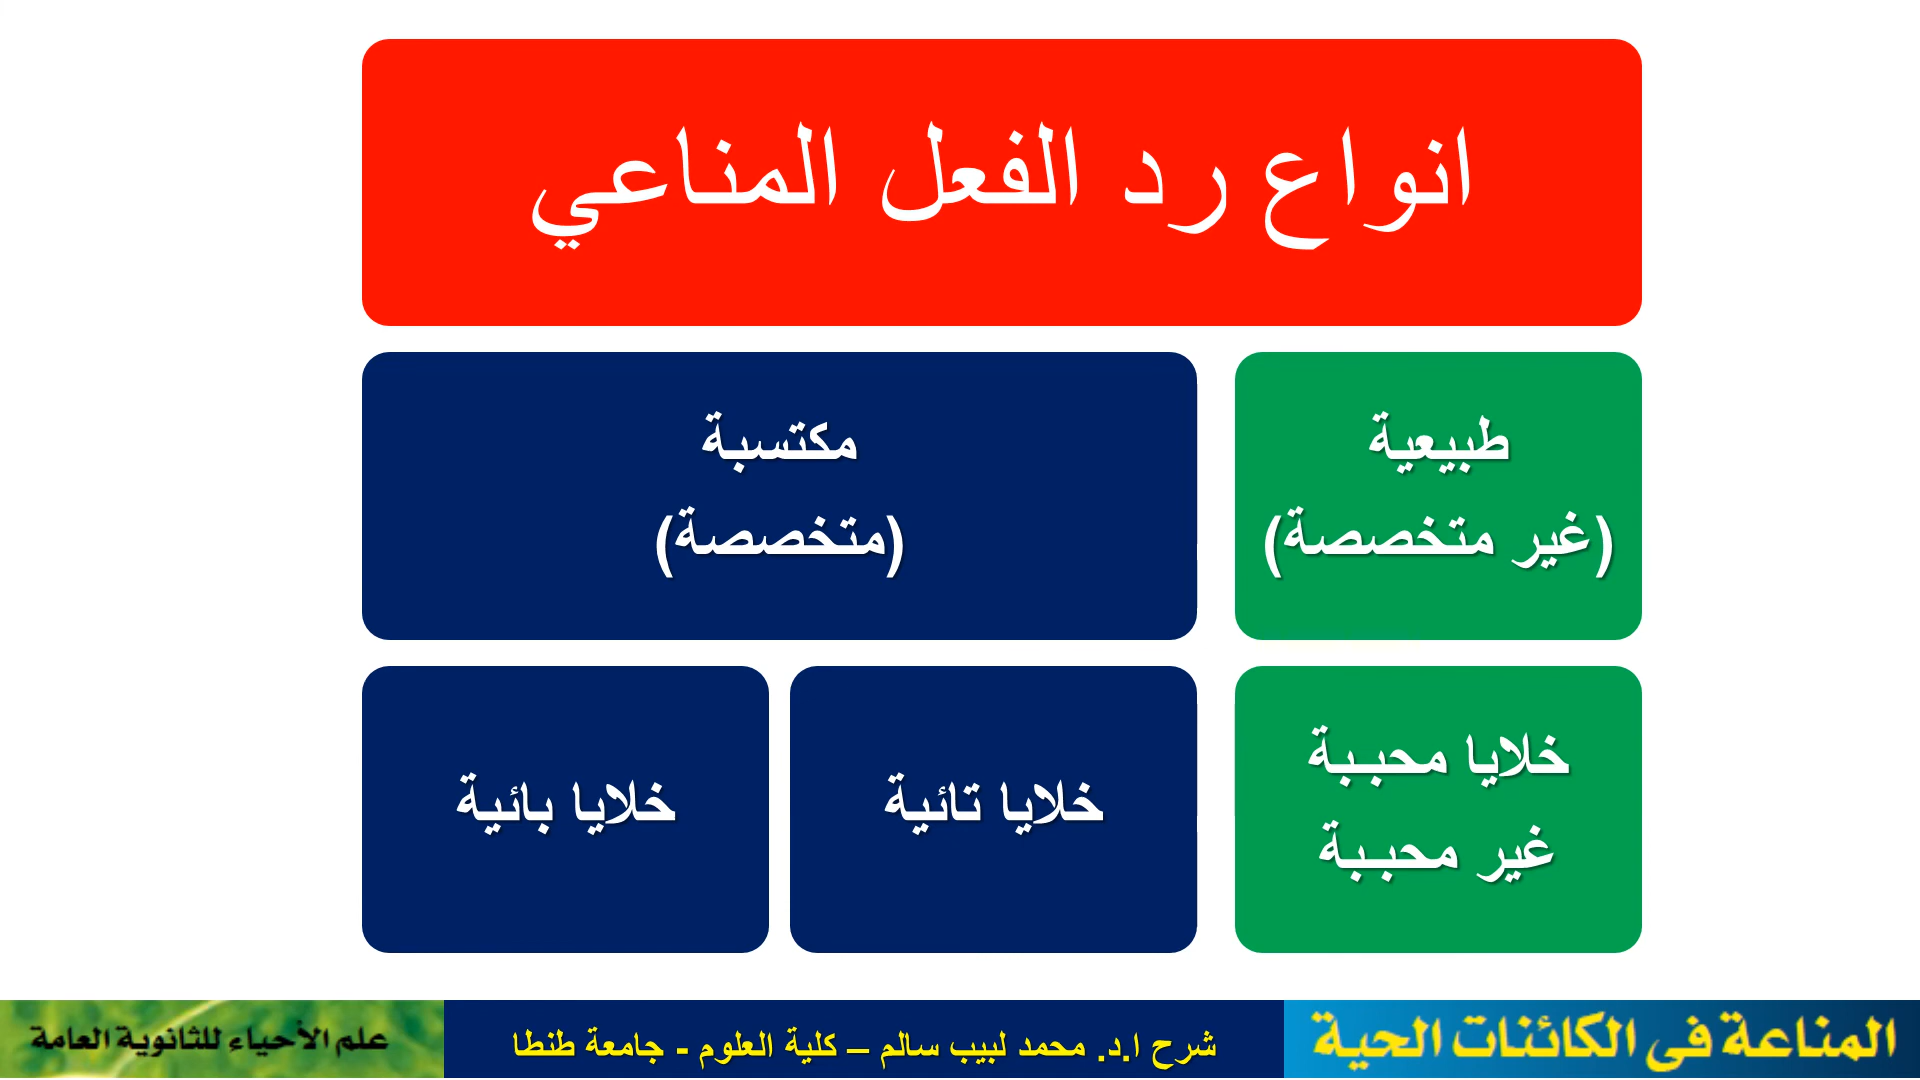 انواع رد الفعل المناعي
طبيعية
(غير متخصصة)
مكتسبة
(متخصصة)
خلايا محببة
غير محببة
خلايا تائية
خلايا بائية
المناعة فى الكائنات الحية
شرح ا.د. محمد لبيب سالم – كلية العلوم - جامعة طنطا
علم الأحياء للثانوية العامة